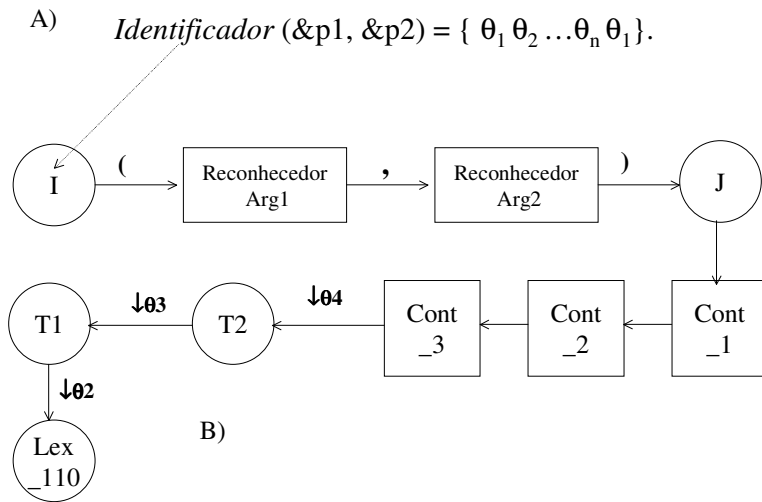 A)
Identificador (&p1, &p2) = { θ₁ θ₂ …θₙ θ₁}.
I
(
Reconhecedor
Arg1
,
Reconhecedor
Arg2
)
J
T1
↓θ3
T2
↓θ4
Cont
_3
Cont
_2
Cont
_1
↓θ2
Lex
_110
B)